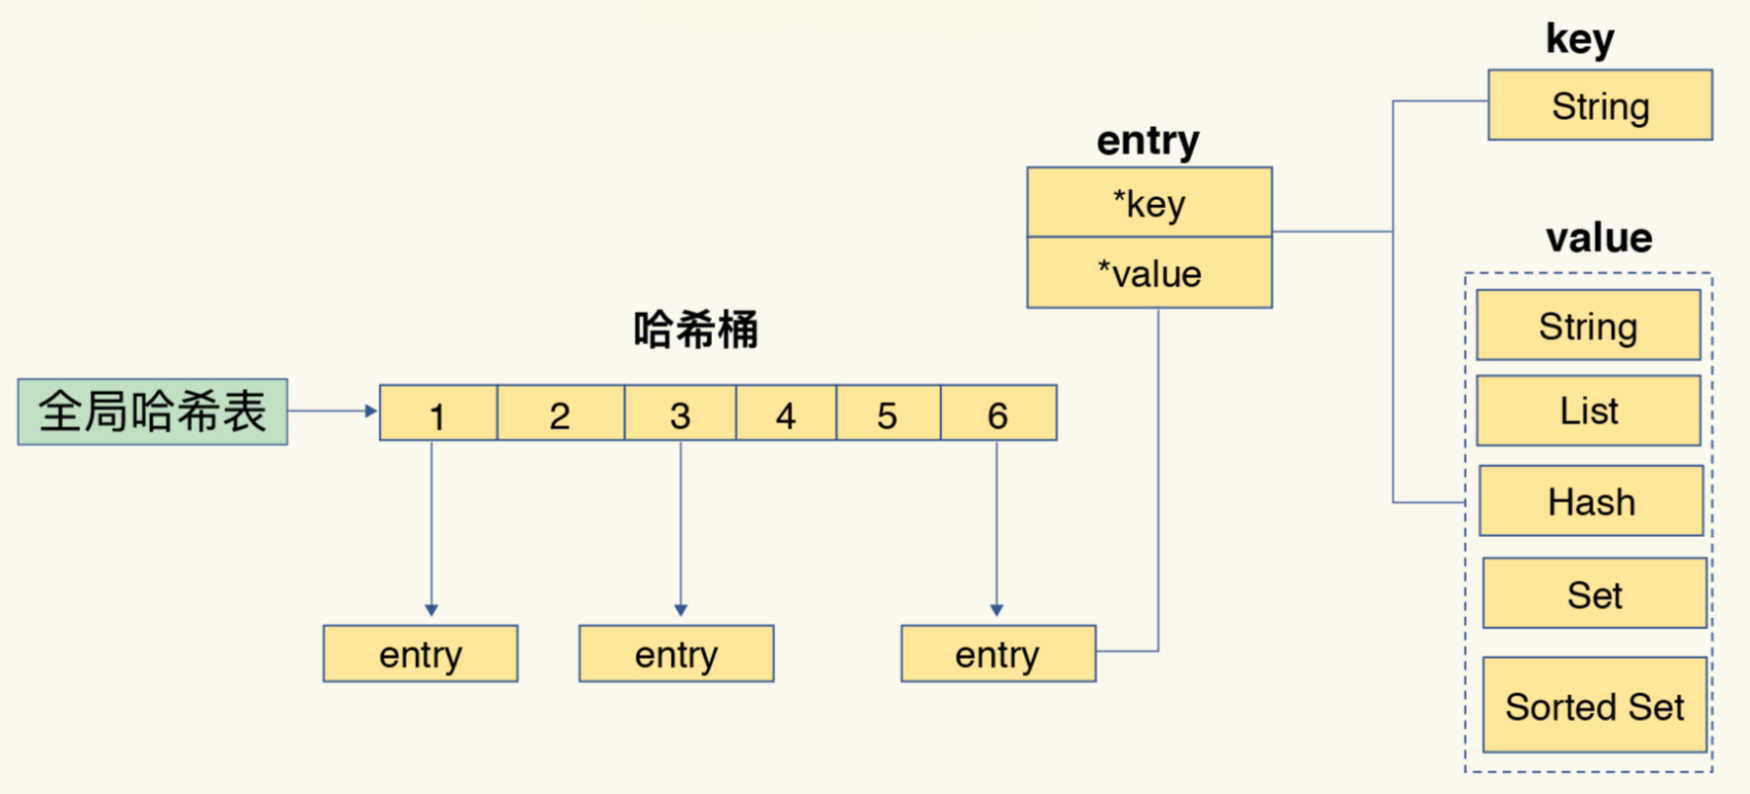 key
String
entry
*key
*value
value
String
List
Hash
Set
Sorted Set
哈希桶
全局哈希表
1 2 3 4 5 6
entry entry entry